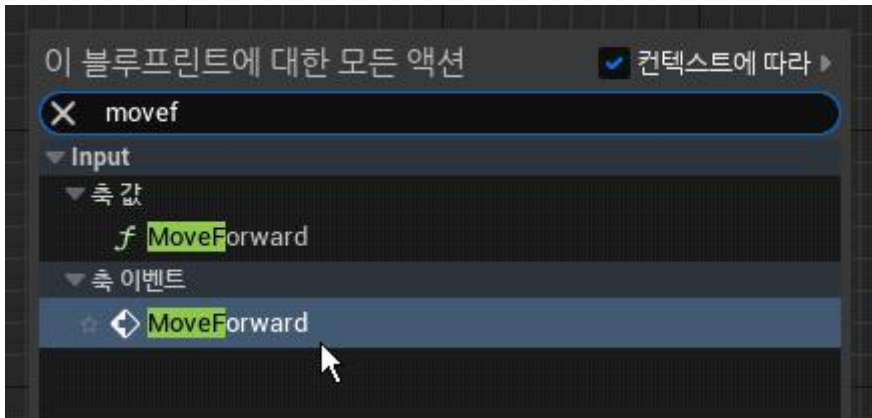 이 블루프린트에 대한 모든 액션 컨텍스트에 따라
movef
Input
축 값
f MoveForward
축 이벤트
MoveForward